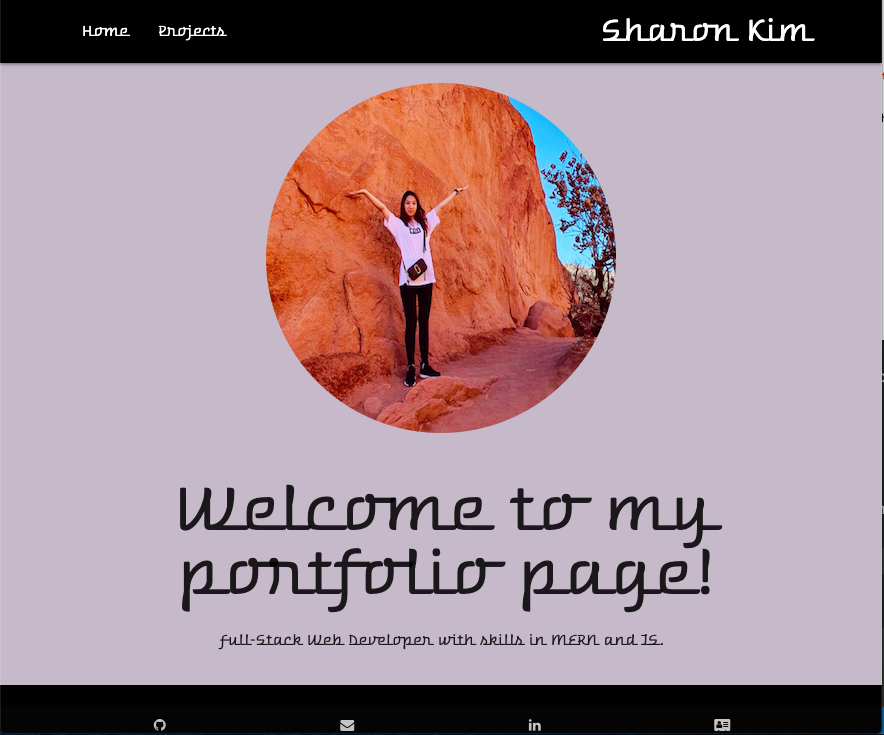 Home Projects Sharon Kim
Welcome to my
portfolio page!
Full-Stack Web Developer with skills in MERN and JS.
in